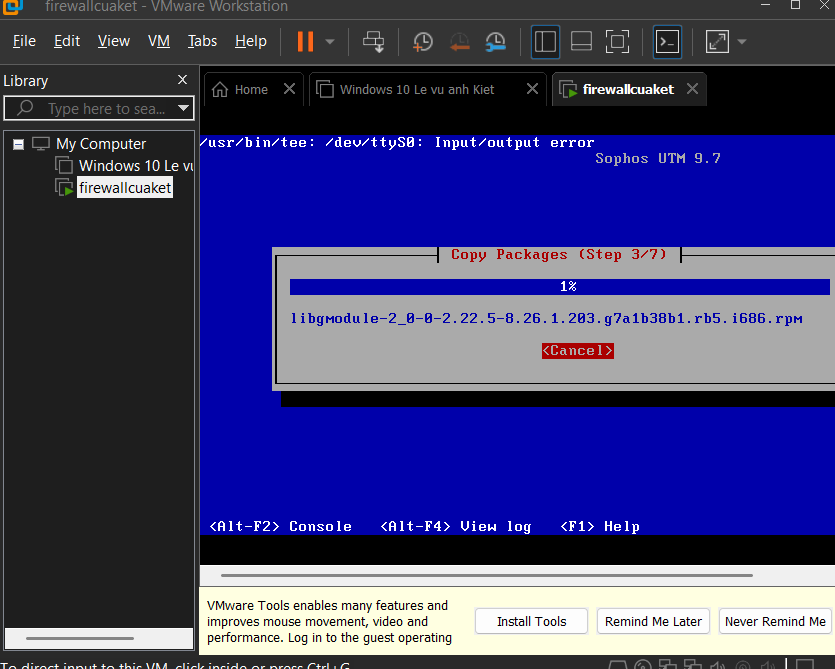 firewallcuaket - VMware Workstation
File Edit View VM Tabs Help
Library
Type here to sea...
My Computer
Windows 10 Le vu
firewallcuaket
Home
Windows 10 Le vu anh Kiet
firewallcuaket
/usr/bin/tee: /dev/ttyS0: Input/output error
Sophos UTM 9.7
Copy Packages (Step 3/7)
1%
libgmodule-2_0-0-2.22.5-8.26.1.203.g7a1b38b1.rb5.i686.rpm
<Cancel>
<Alt-F2> Console <Alt-F4> View log <F1> Help
VMware Tools enables many features and
improves mouse movement, video and
performance. Log in to the guest operating
Install Tools
Remind Me Later
Never Remind Me
To direct input to this VM, click inside or press Ctrl+G.